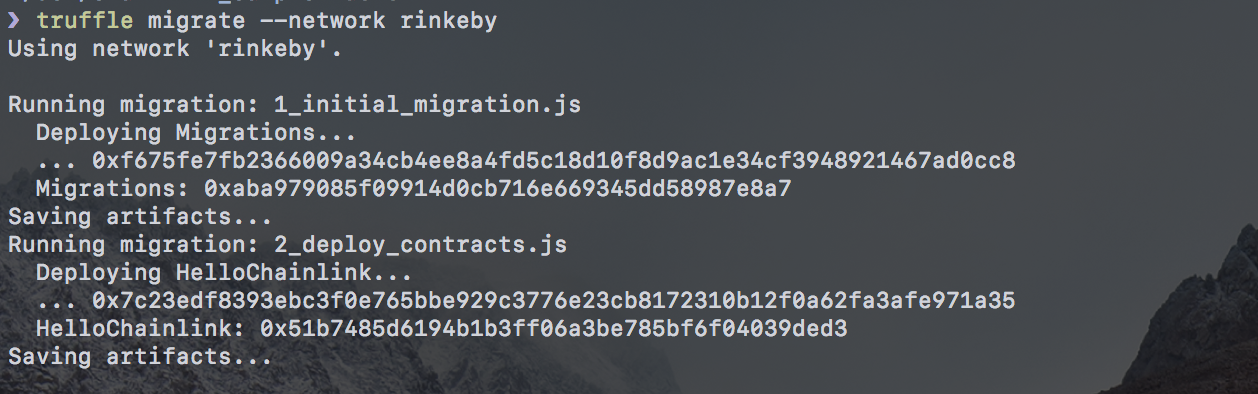 ❯ truffle migrate --network rinkeby
Using network 'rinkeby'.
Running migration: 1_initial_migration.js
Deploying Migrations...
... 0xf675fe7fb2366009a34cb4ee8a4fd5c18d10f8d9ac1e34cf3948921467ad0cc8
Migrations: 0xaba979085f09914d0cb716e669345dd58987e8a7
Saving artifacts...
Running migration: 2_deploy_contracts.js
Deploying HelloChainlink...
... 0x7c23edf8393ebc3f0e765bbe929c3776e23cb8172310b12f0a62fa3afe971a35
HelloChainlink: 0x51b7485d6194b1b3ff06a3be785bf6f04039ded3
Saving artifacts...